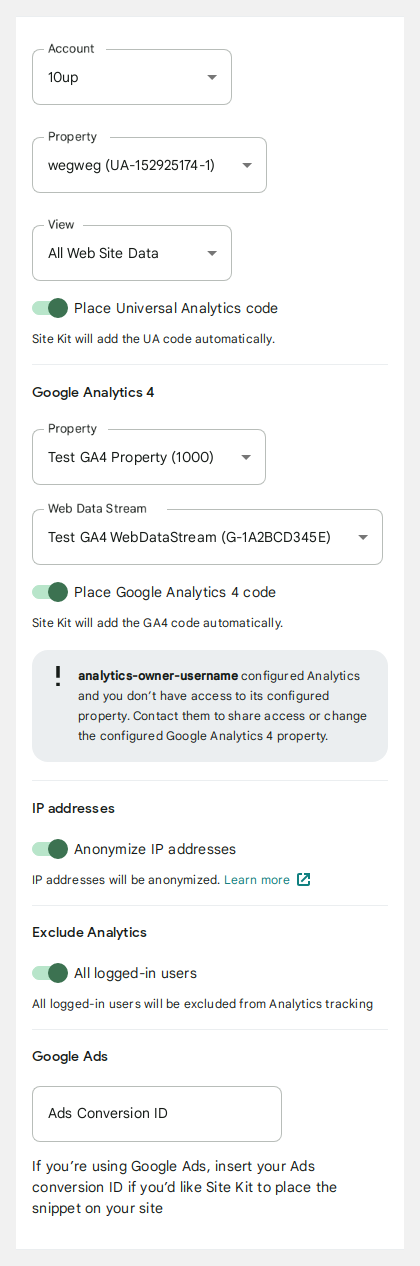 Account
10up
Property
wegweg (UA-152925174-1)
View
All Web Site Data
Place Universal Analytics code
Site Kit will add the UA code automatically.
Google Analytics 4
Property
Test GA4 Property (1000)
Web Data Stream
Test GA4 WebDataStream (G-1A2BCD345E)
Place Google Analytics 4 code
Site Kit will add the GA4 code automatically.
analytics-owner-username configured Analytics
and you don’t have access to its configured
property. Contact them to share access or change
the configured Google Analytics 4 property.
IP addresses
Anonymize IP addresses
IP addresses will be anonymized. Learn more
Exclude Analytics
All logged-in users
All logged-in users will be excluded from Analytics tracking
Google Ads
Ads Conversion ID
If you’re using Google Ads, insert your Ads
conversion ID if you’d like Site Kit to place the
snippet on your site